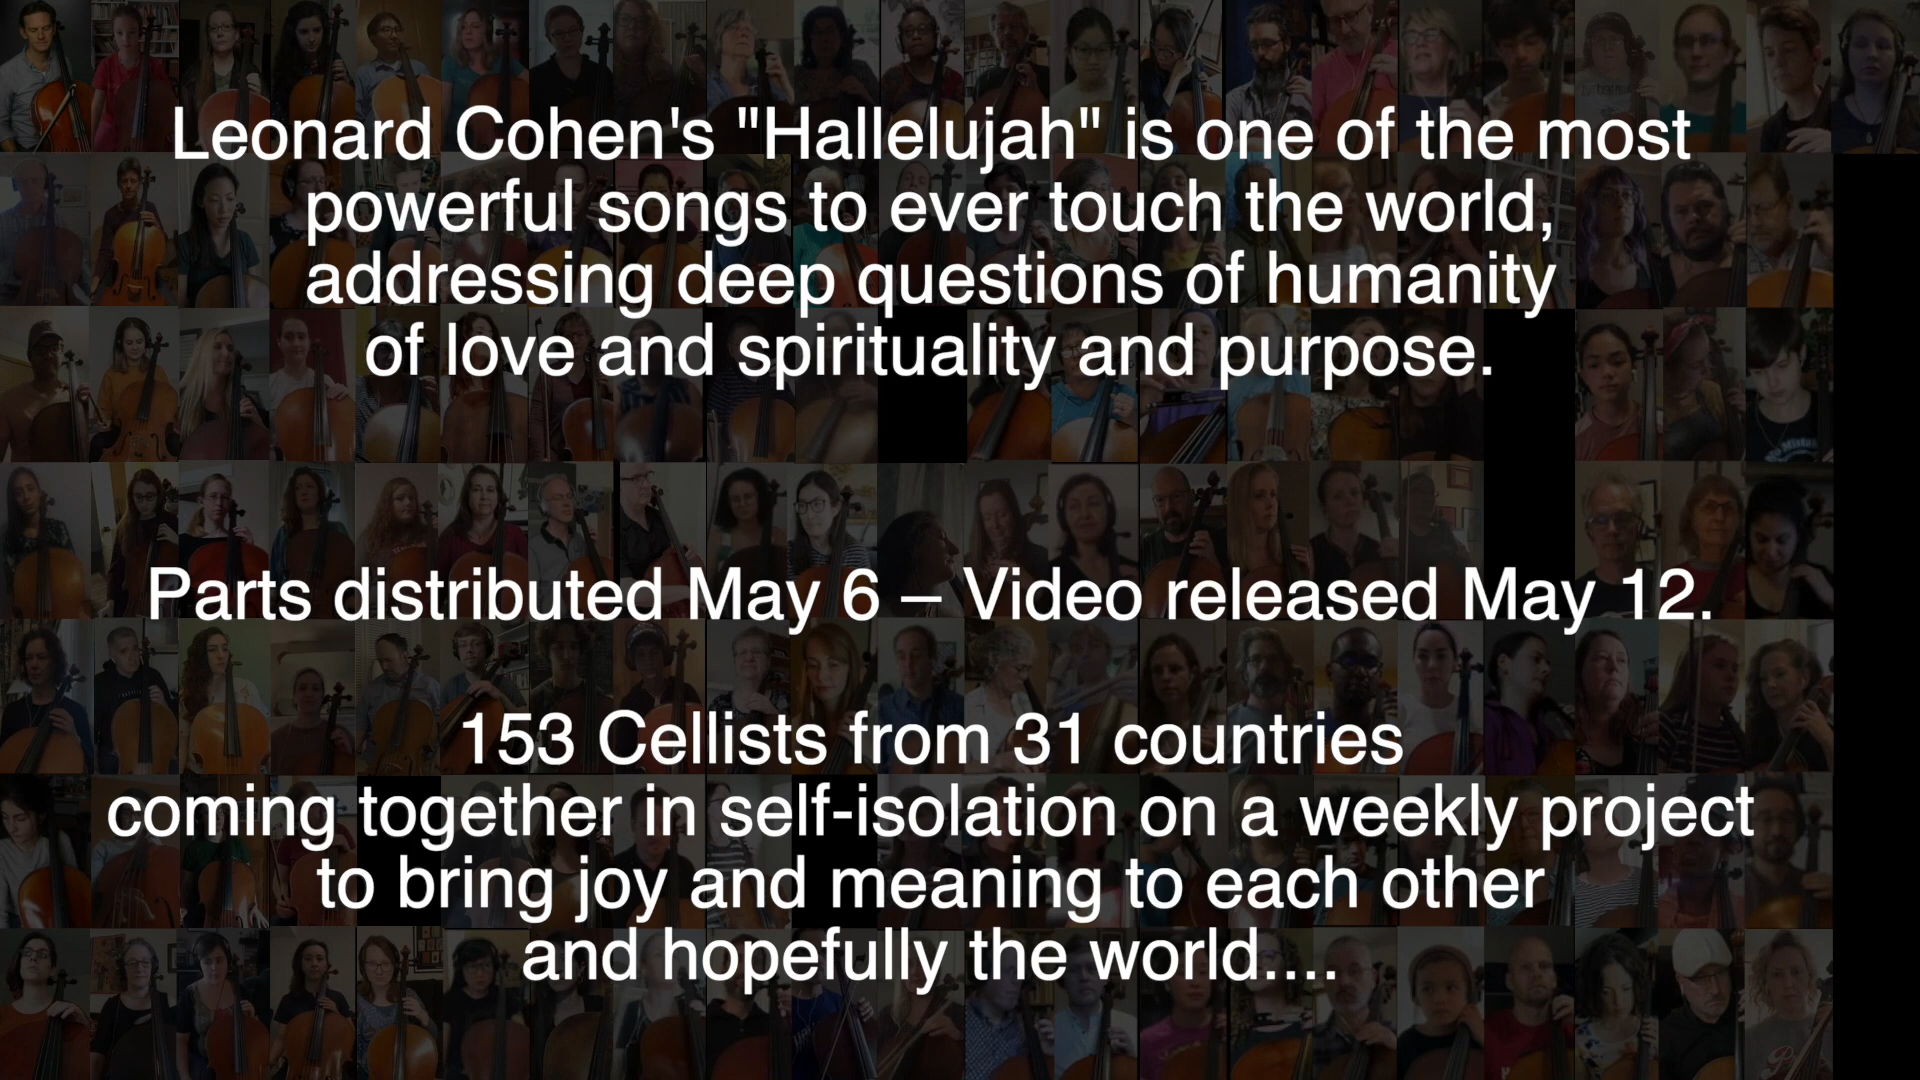 Leonard Cohen's "Hallelujah" is one of the most
powerful songs to ever touch the world,
addressing deep questions of humanity
of love and spirituality and purpose.
Parts distributed May 6 – Video released May 12.
153 Cellists from 31 countries
coming together in self-isolation on a weekly project
to bring joy and meaning to each other
and hopefully the world....